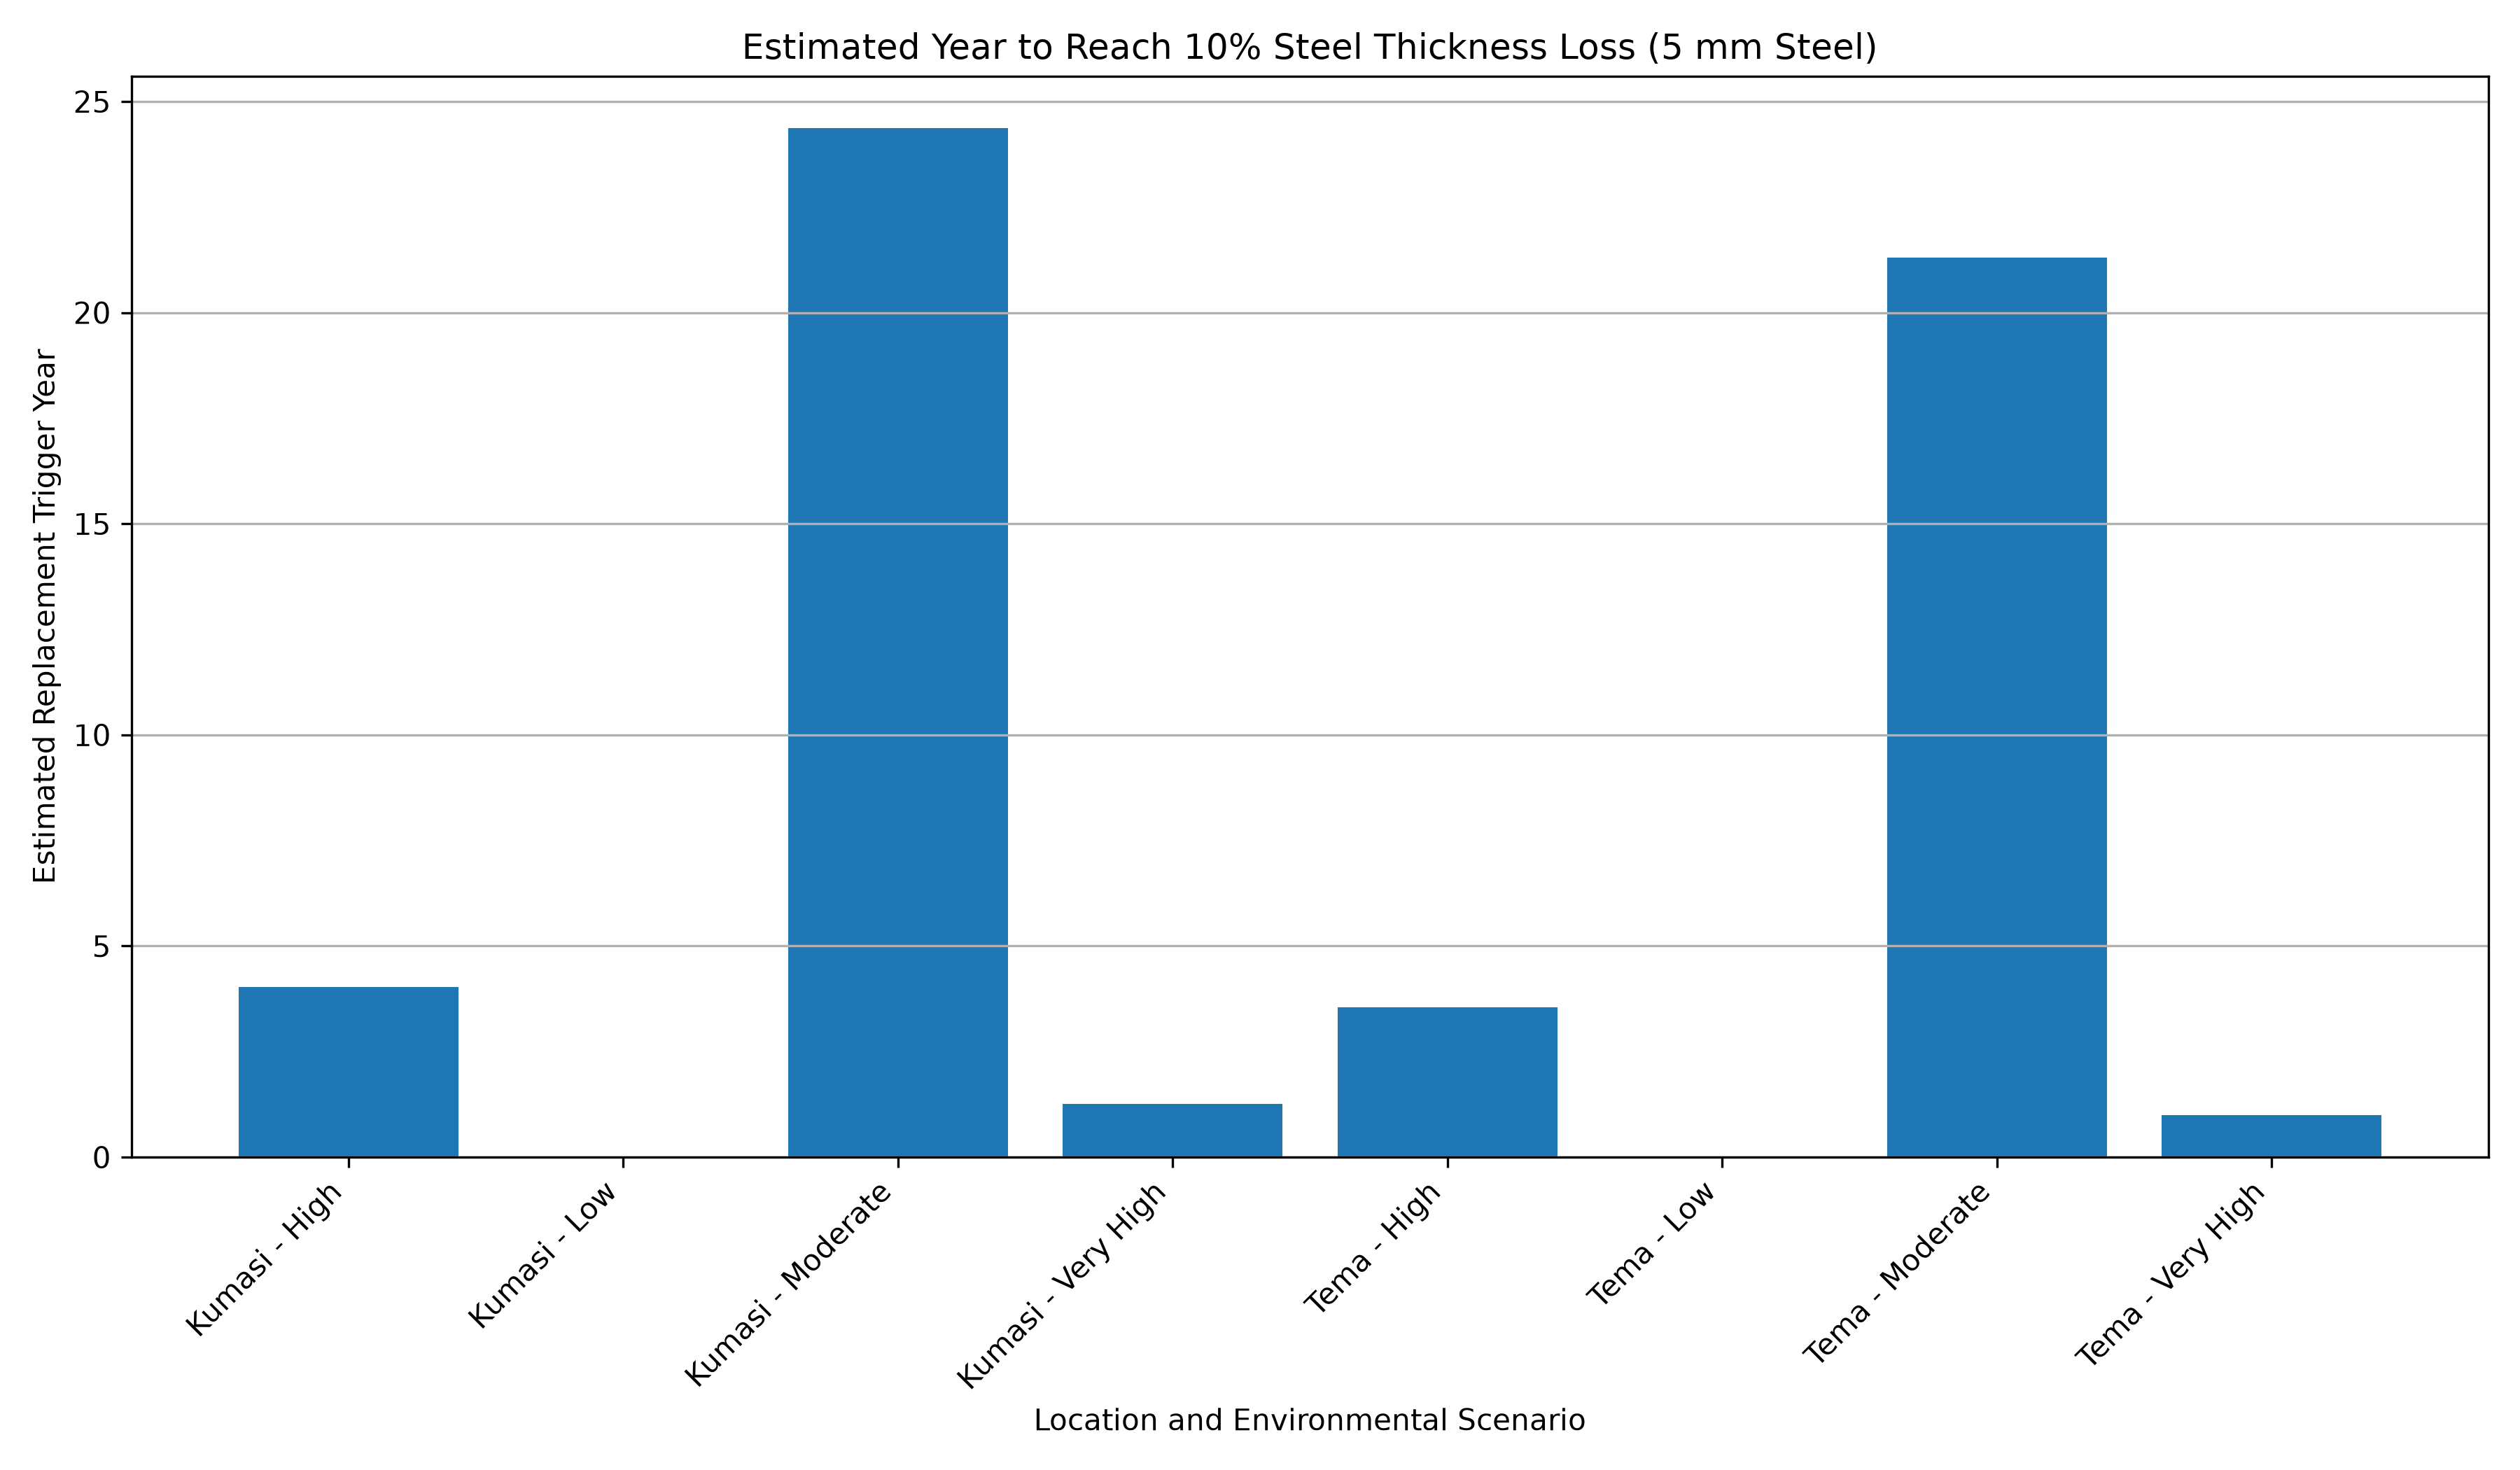 Estimated Year to Reach 10% Steel Thickness Loss (5 mm Steel)
Estimated Replacement Trigger Year
25
20
15
10
5
0
Kumasi - High
Kumasi - Low
Kumasi - Moderate
Kumasi - Very High
Tema - High
Tema - Low
Tema - Moderate
Tema - Very High
Location and Environmental Scenario